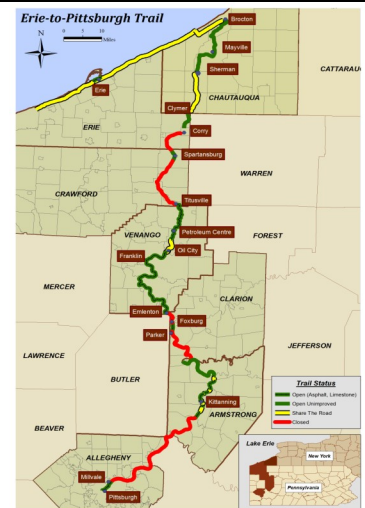 Erie-to-Pittsburgh Trail
N
0
10
Miles
Brocton
Mayville
Sherman
CATTARAU
Erie
CHAUTAUQUA
Clymer
ERIE
Corry
Spartansburg
WARREN
CRAWFORD
Titusville
VENANGO
Petroleum Centre
FOREST
Franklin
Oil City
MERCER
CLARION
Emlenton
Foxburg
Parker
JEFFERSON
LAWRENCE
BUTLER
Trail Status
Open (Asphalt, Limestone)
Open Unimproved
Share The Road
Closed
Kittanning
ARMSTRONG
BEAVER
ALLEGHENY
Lake Erie
New York
Millvale
Pennsylvania
Pittsburgh